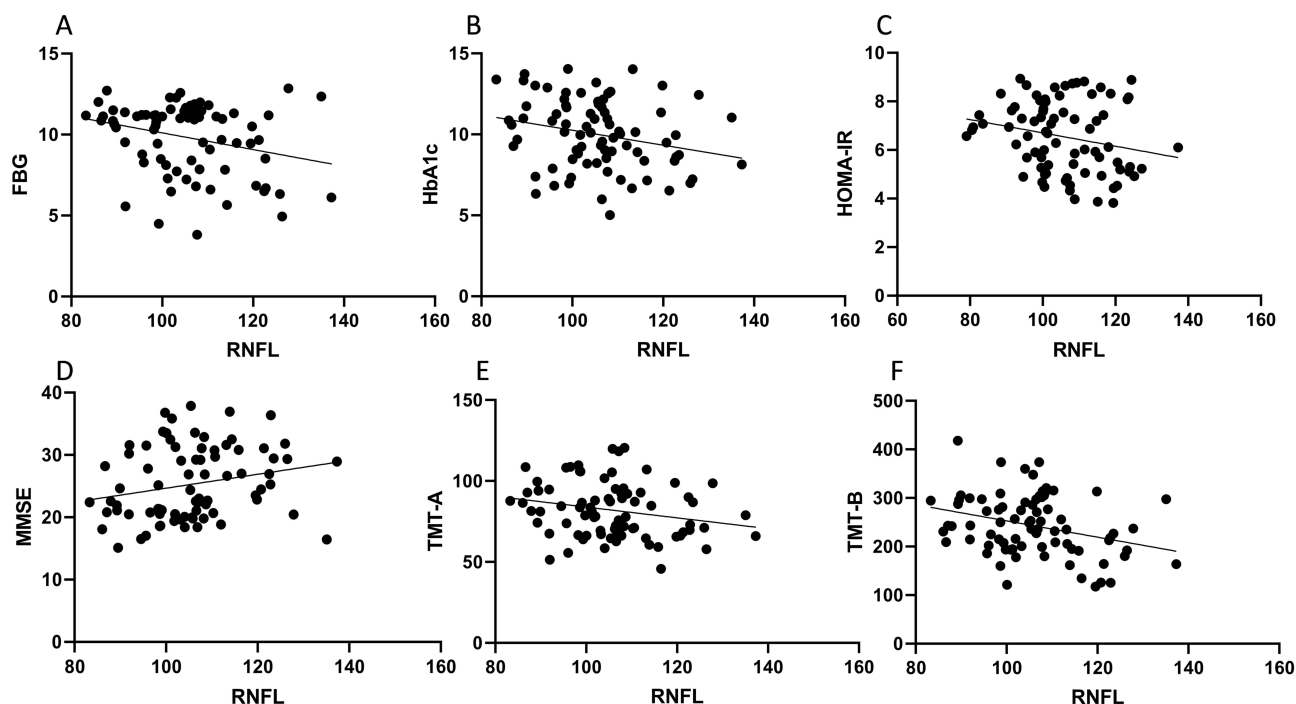 A
B
C
FBG
15
10
5
0
80 100 120 140 160
RNFL
HbA1c
15
10
5
0
80 100 120 140 160
RNFL
HOMA-IR
10
8
6
4
2
0
60 80 100 120 140 160
RNFL
D
E
F
MMSE
40
30
20
10
0
80 100 120 140 160
RNFL
TMT-A
150
100
50
0
80 100 120 140 160
RNFL
TMT-B
500
400
300
200
100
0
80 100 120 140 160
RNFL